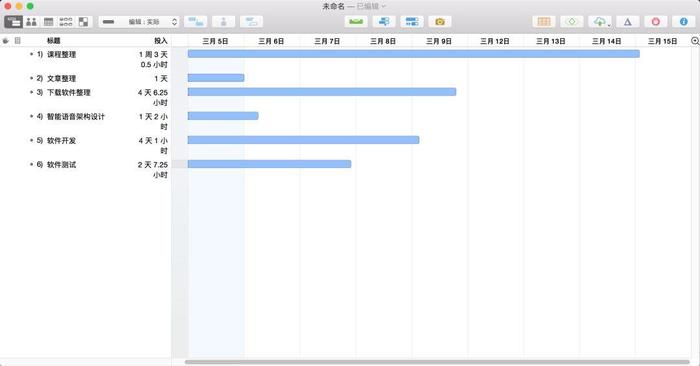 未命名 — 已编辑
编辑：实际
标题 投入 三月 5日 三月 6日 三月 7日 三月 8日 三月 9日 三月 12日 三月 13日 三月 14日 三月 15日
1) 课程整理 1 周 3 天
0.5 小时
2) 文章整理 1 天
3) 下载软件整理 4 天 6.25
小时
4) 智能语音架构设计 1 天 2 小
时
5) 软件开发 4 天 1 小
时
6) 软件测试 2 天 7.25
小时